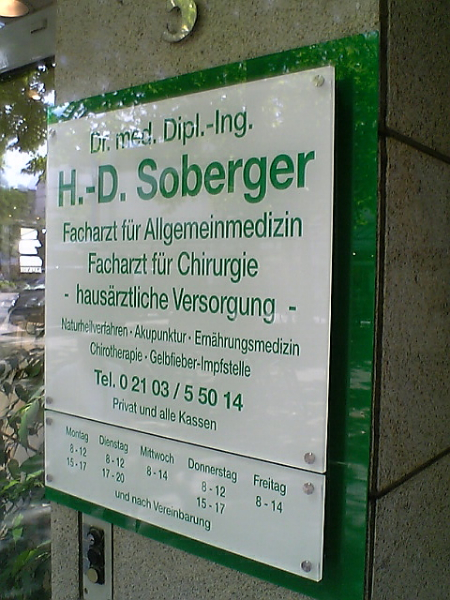 Dr. med. Dipl.-Ing.
H.-D. Soberger
Facharzt für Allgemeinmedizin
Facharzt für Chirurgie
- hausärztliche Versorgung -
Naturheilverfahren · Akupunktur · Ernährungsmedizin
Chirotherapie · Gelbfieber-Impfstelle
Tel. 0 21 03 / 5 50 14
Privat und alle Kassen
Montag Dienstag Mittwoch Donnerstag Freitag
8 - 12 8 - 12 8 - 14 8 - 12 8 - 14
15 - 17 17 - 20 15 - 17
und nach Vereinbarung